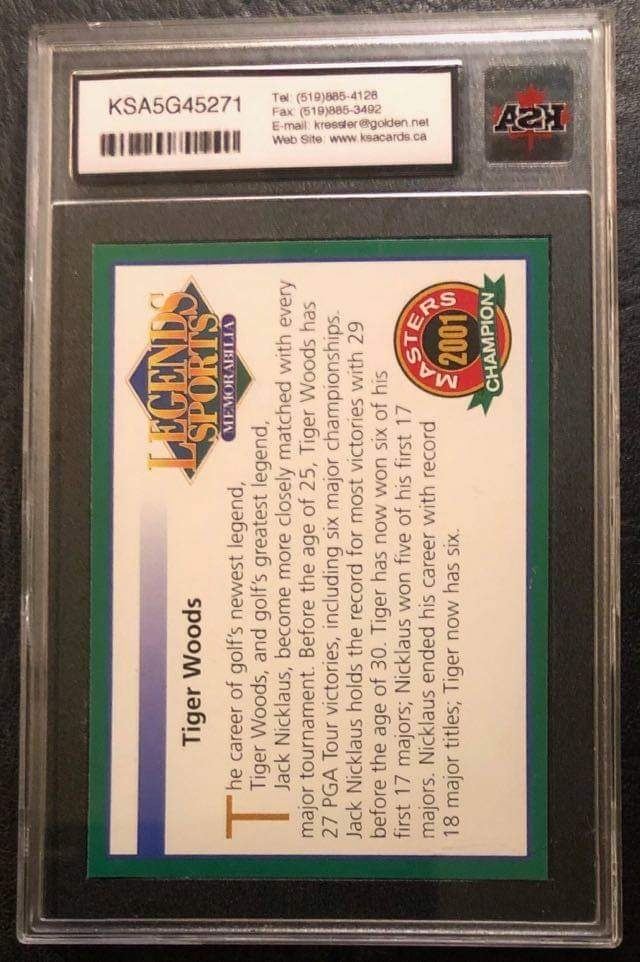 KSA5G45271
Tel: (519)885-4128
Fax: (519)885-3492
E-mail: kressler@golden.net
Web Site: www.ksacards.ca
KSA
LEGENDS
SPORTS
MEMORABILIA
Tiger Woods
The career of golf's newest legend,
Tiger Woods, and golf's greatest legend,
Jack Nicklaus, become more closely matched with every
major tournament. Before the age of 25, Tiger Woods has
27 PGA Tour victories, including six major championships.
Jack Nicklaus holds the record for most victories with 29
before the age of 30. Tiger has now won six of his
first 17 majors; Nicklaus won five of his first 17
majors. Nicklaus ended his career with record
18 major titles; Tiger now has six.
MASTERS
2001
CHAMPION